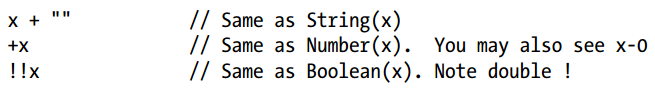 x + ""           // Same as String(x)
+x               // Same as Number(x).  You may also see x-0
!!x              // Same as Boolean(x). Note double !